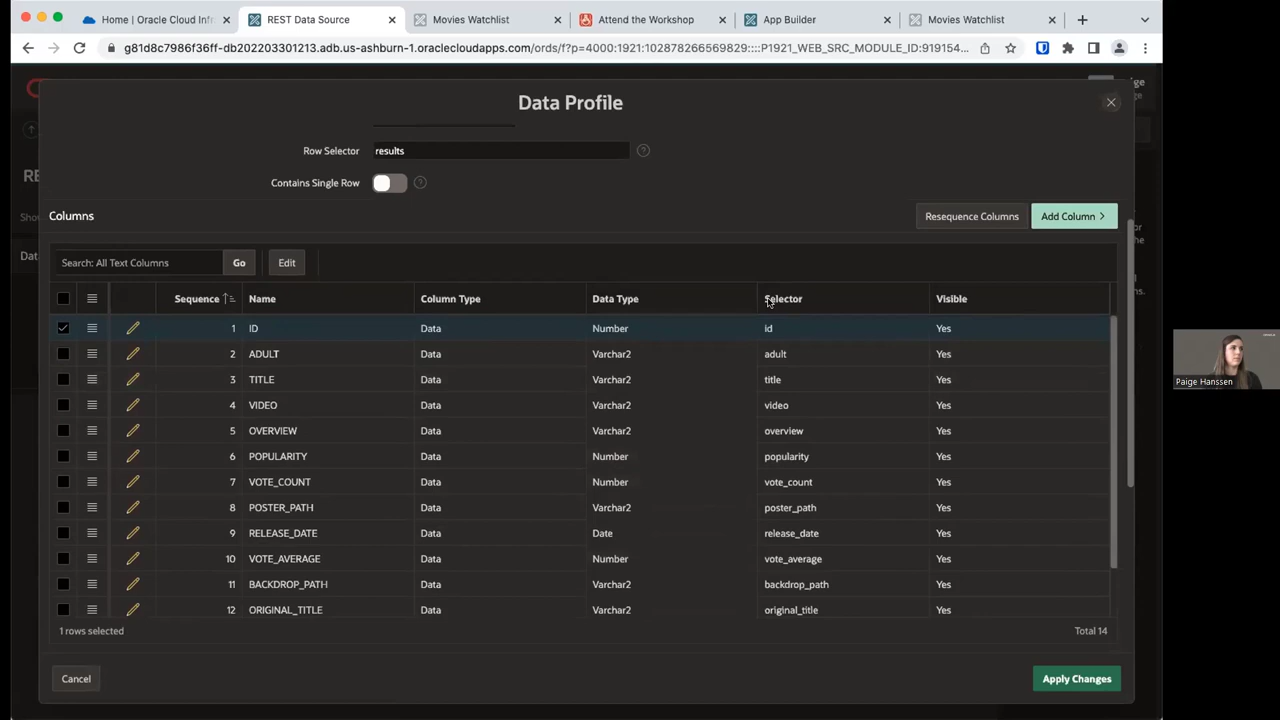 Home | Oracle Cloud Infr
REST Data Source
Movies Watchlist
Attend the Workshop
App Builder
Movies Watchlist
g81d8c7986f36ff-db202203301213.adb.us-ashburn-1.oraclecloudapps.com/ords/f?p=4000:1921:102878266569829::::P1921_WEB_SRC_MODULE_ID:919154...
Data Profile
Row Selector results
Contains Single Row
Columns
Resequence Columns
Add Column
Search: All Text Columns
Go
Edit
Sequence Name Column Type Data Type Selector Visible
1 ID Data Number id Yes
2 ADULT Data Varchar2 adult Yes
3 TITLE Data Varchar2 title Yes
4 VIDEO Data Varchar2 video Yes
5 OVERVIEW Data Varchar2 overview Yes
6 POPULARITY Data Number popularity Yes
7 VOTE_COUNT Data Number vote_count Yes
8 POSTER_PATH Data Varchar2 poster_path Yes
9 RELEASE_DATE Data Date release_date Yes
10 VOTE_AVERAGE Data Number vote_average Yes
11 BACKDROP_PATH Data Varchar2 backdrop_path Yes
12 ORIGINAL_TITLE Data Varchar2 original_title Yes
1 rows selected
Total 14
Cancel
Apply Changes
Paige Hanssen